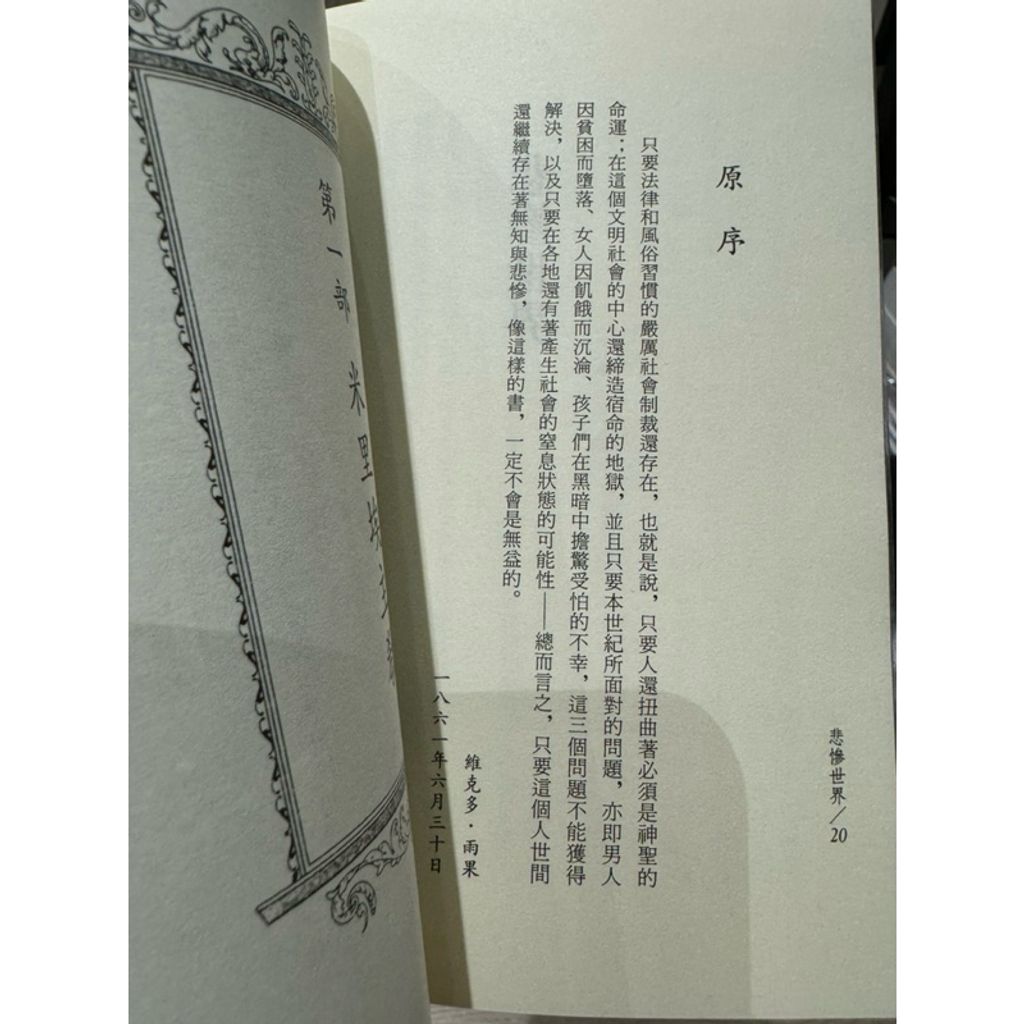 悲慘世界／20
原序
只要法律和風俗習慣的嚴厲社會制裁還存在，也就是說，只要人還扭曲著必須是神聖的
命運；在這個文明社會的中心還締造宿命的地獄，並且只要本世紀所面對的問題，亦即男人
因貧困而墮落、女人因飢餓而沉淪、孩子們在黑暗中擔驚受怕的不幸，這三個問題不能獲得
解決，以及只要在各地還有著產生社會的窒息狀態的可能性——總而言之，只要這個人世間
還繼續存在著無知與悲慘，像這樣的書，一定不會是無益的。
維克多·雨果
一八六一年六月三十日
第一部 米里